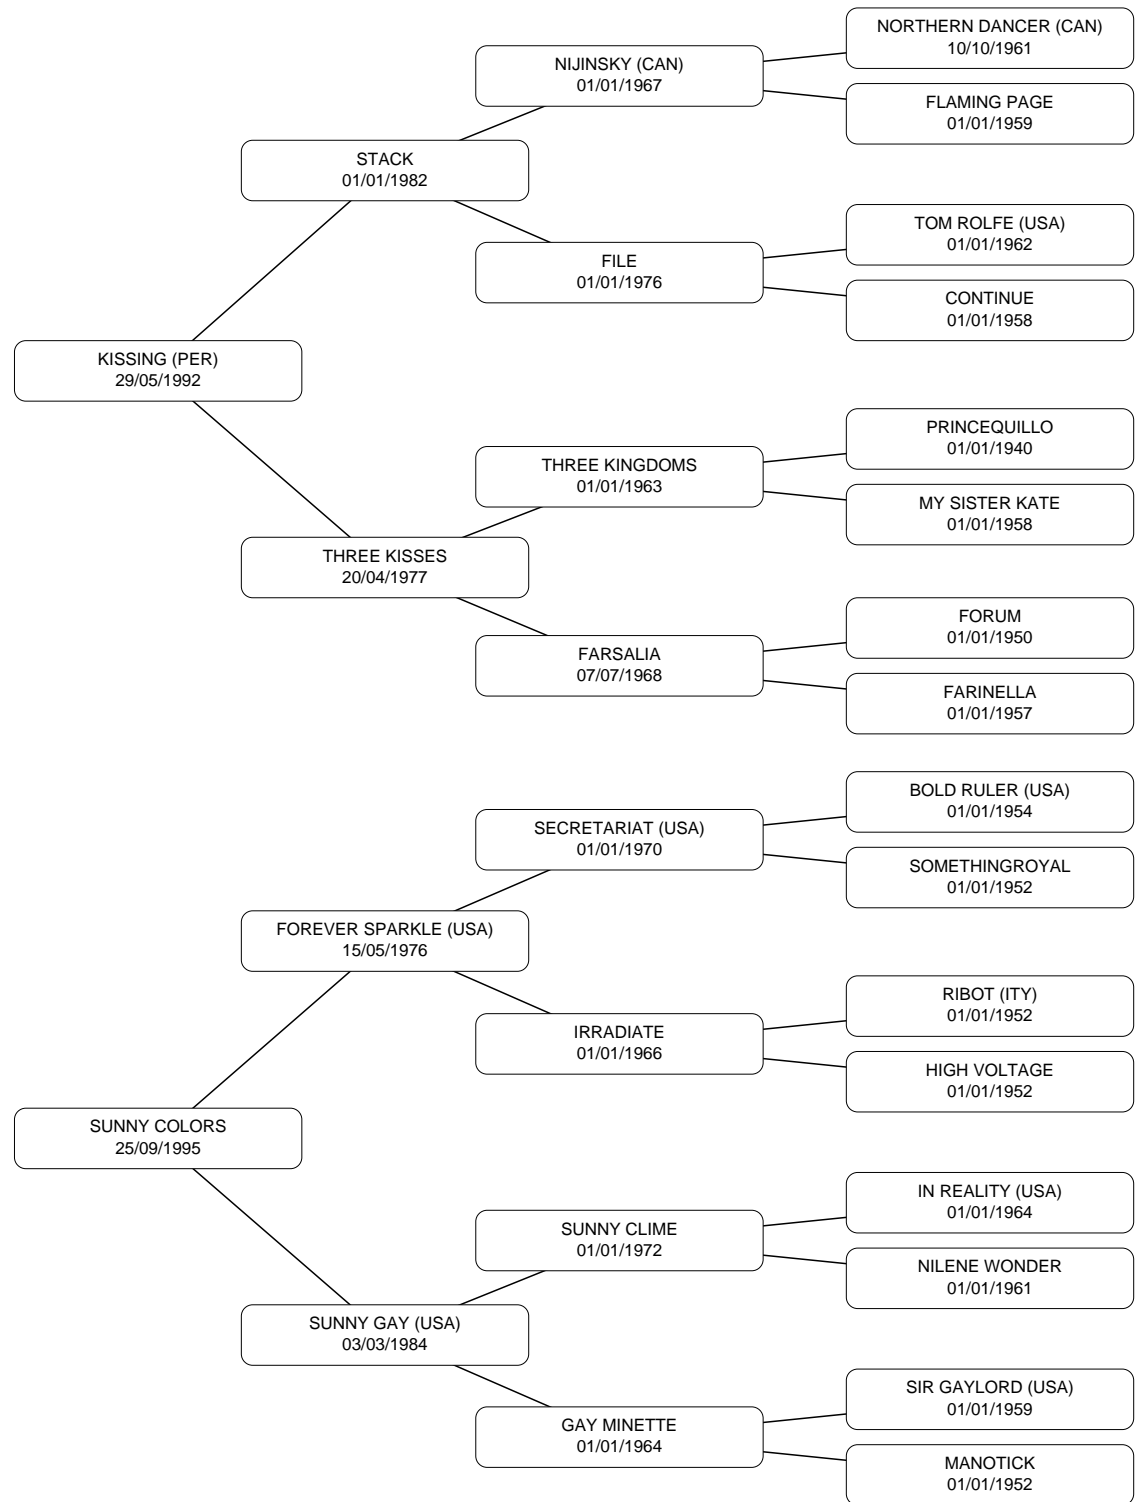 NORTHERN DANCER (CAN)
10/10/1961
NIJINSKY (CAN)
01/01/1967
FLAMING PAGE
01/01/1959
STACK
01/01/1982
TOM ROLFE (USA)
01/01/1962
FILE
01/01/1976
CONTINUE
01/01/1958
KISSING (PER)
29/05/1992
PRINCEQUILLO
01/01/1940
THREE KINGDOMS
01/01/1963
MY SISTER KATE
01/01/1958
THREE KISSES
20/04/1977
FORUM
01/01/1950
FARSALIA
07/07/1968
FARINELLA
01/01/1957
BOLD RULER (USA)
01/01/1954
SECRETARIAT (USA)
01/01/1970
SOMETHINGROYAL
01/01/1952
FOREVER SPARKLE (USA)
15/05/1976
RIBOT (ITY)
01/01/1952
IRRADIATE
01/01/1966
HIGH VOLTAGE
01/01/1952
SUNNY COLORS
25/09/1995
IN REALITY (USA)
01/01/1964
SUNNY CLIME
01/01/1972
NILENE WONDER
01/01/1961
SUNNY GAY (USA)
03/03/1984
SIR GAYLORD (USA)
01/01/1959
GAY MINETTE
01/01/1964
MANOTICK
01/01/1952